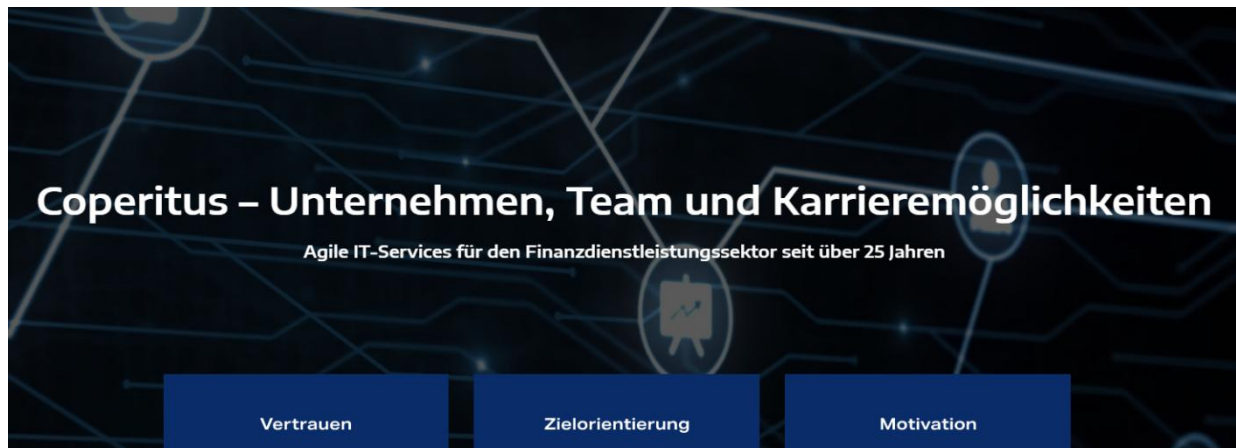 Coperitus – Unternehmen, Team und Karrieremöglichkeiten
Agile IT-Services für den Finanzdienstleistungssektor seit über 25 Jahren
Vertrauen
Zielorientierung
Motivation